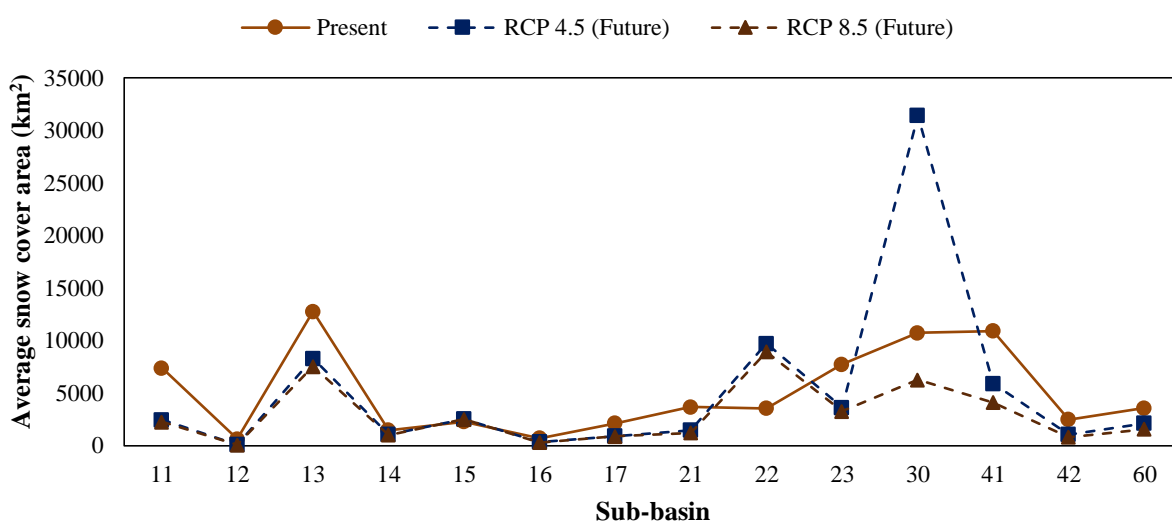 Present RCP 4.5 (Future) RCP 8.5 (Future)
Average snow cover area (km²)
35000
30000
25000
20000
15000
10000
5000
0
11 12 13 14 15 16 17 21 22 23 30 41 42 60
Sub-basin